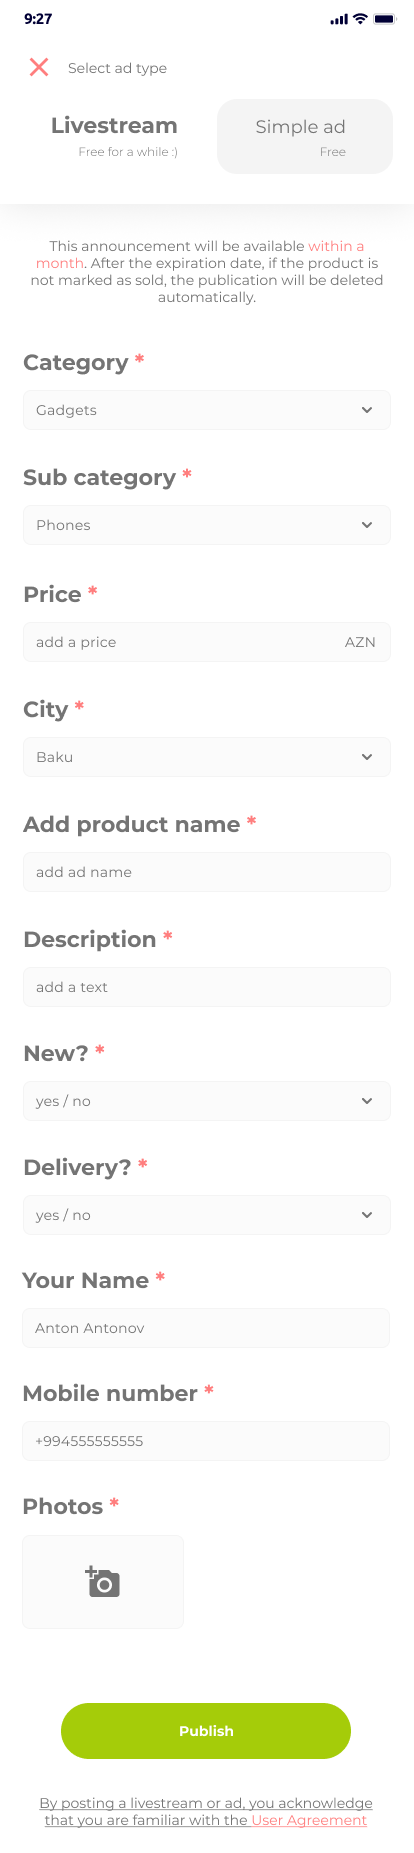 9:27
Select ad type
Livestream
Free for a while :)
Simple ad
Free
This announcement will be available within a
month. After the expiration date, if the product is
not marked as sold, the publication will be deleted
automatically.
Category *
Gadgets
Sub category *
Phones
Price *
add a price AZN
City *
Baku
Add product name *
add ad name
Description *
add a text
New? *
yes / no
Delivery? *
yes / no
Your Name *
Anton Antonov
Mobile number *
+994555555555
Photos *
Publish
By posting a livestream or ad, you acknowledge
that you are familiar with the User Agreement